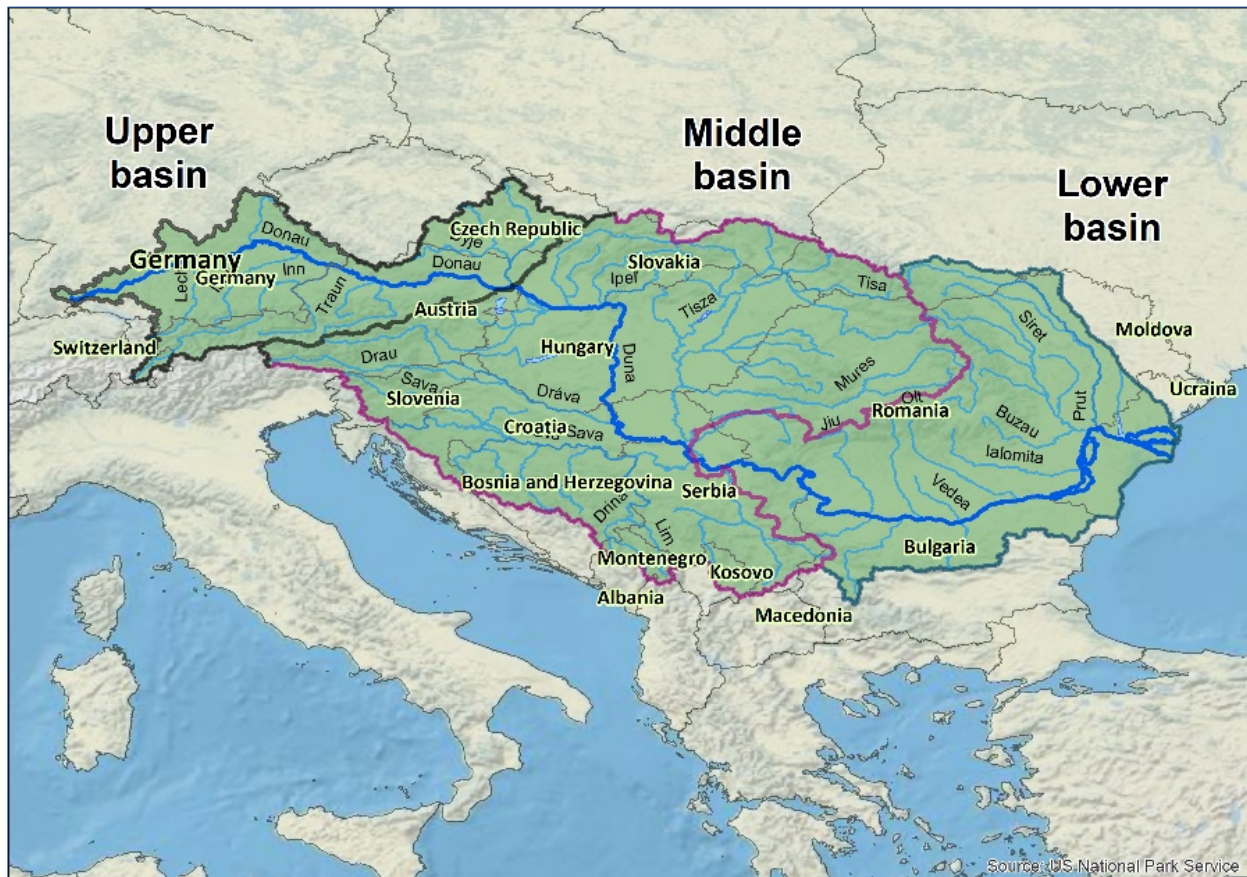 Upper
basin
Middle
basin
Lower
basin
Czech Republic
Dyje
Donau
Germany
Germany
Lech
Inn
Traun
Donau
Austria
Switzerland
Slovakia
Ipeľ
Tisza
Tisa
Hungary
Duna
Drau
Sava
Slovenia
Dráva
Croatia
Sava
Mures
Olt
Romania
Jiu
Siret
Moldova
Ucraina
Prut
Buzau
Ialomita
Vedea
Bosnia and Herzegovina
Serbia
Drina
Lim
Montenegro
Kosovo
Albania
Macedonia
Bulgaria
Source: US National Park Service